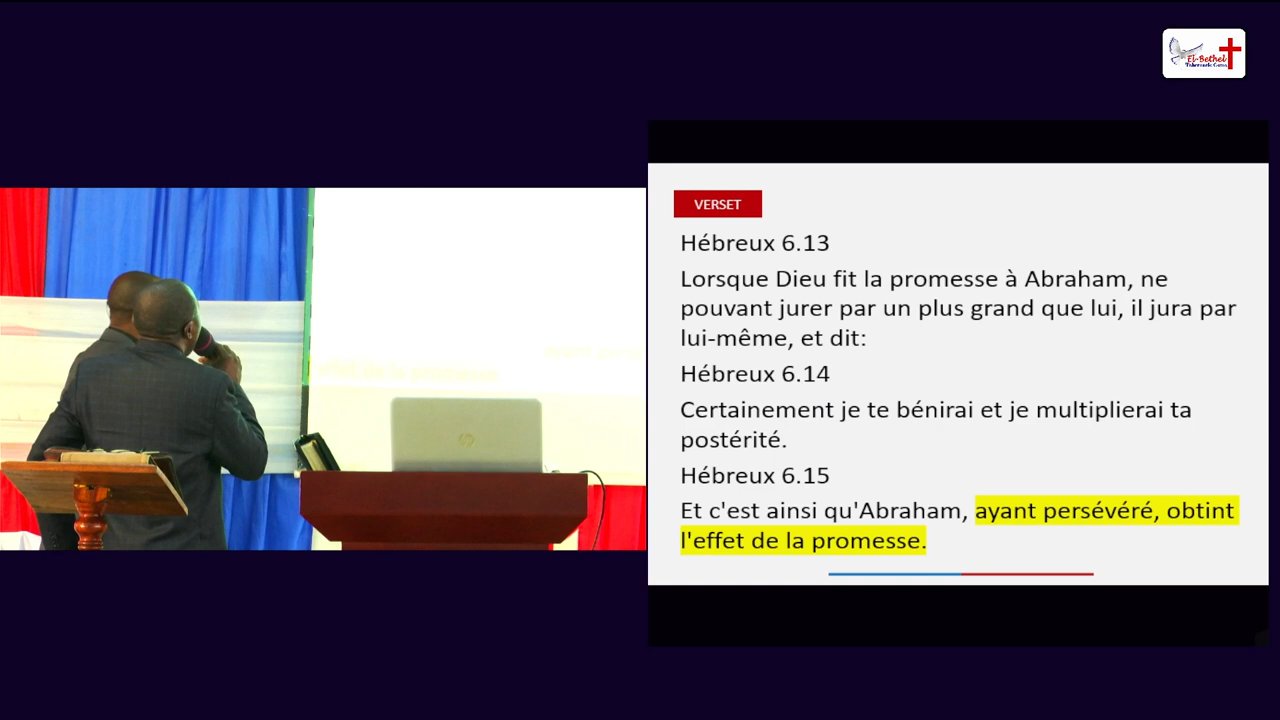 El-Bethel
VERSET
Hébreux 6.13
Lorsque Dieu fit la promesse à Abraham, ne
pouvant jurer par un plus grand que lui, il jura par
lui-même, et dit:
Hébreux 6.14
Certainement je te bénirai et je multiplierai ta
postérité.
Hébreux 6.15
Et c'est ainsi qu'Abraham, ayant persévéré, obtint
l'effet de la promesse.
hp